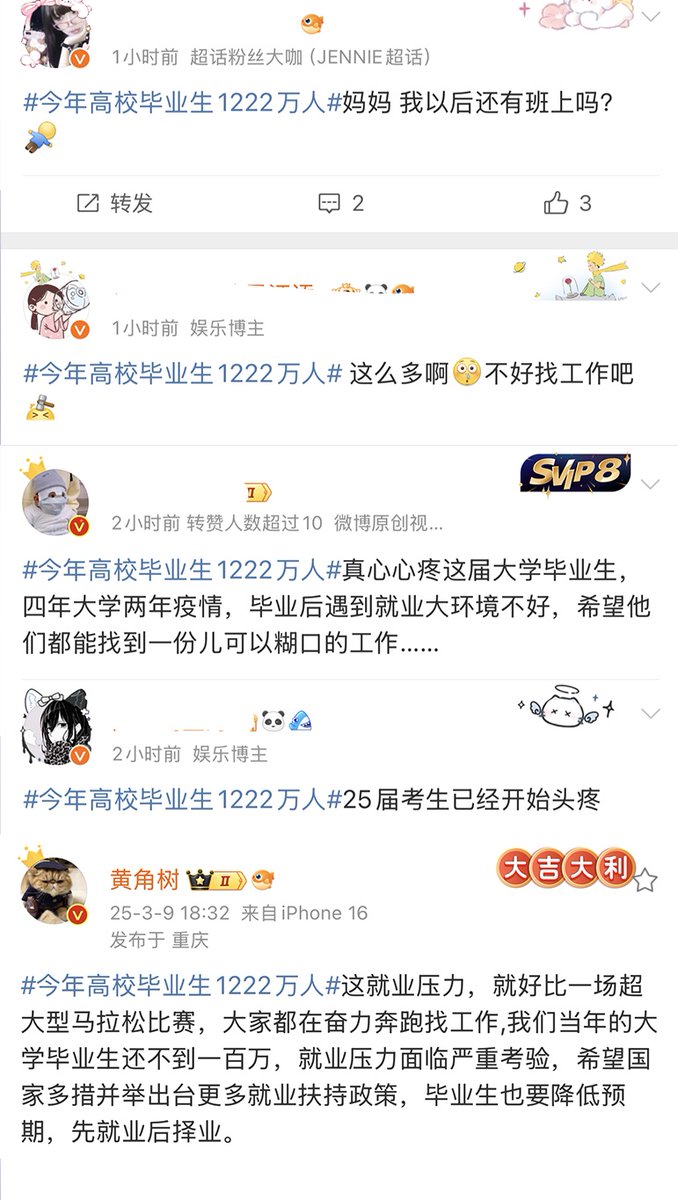 1小时前 超话粉丝大咖（JENNIE超话）
#今年高校毕业生1222万人#妈妈 我以后还有班上吗?
转发
2
3
1小时前 娱乐博主
#今年高校毕业生1222万人# 这么多啊不好找工作吧
I
SVIP8
2小时前 转赞人数超过10 微博原创视...
#今年高校毕业生1222万人#真心心疼这届大学毕业生，
四年大学两年疫情，毕业后遇到就业大环境不好，希望他
们都能找到一份儿可以糊口的工作......
2小时前 娱乐博主
#今年高校毕业生1222万人#25届考生已经开始头疼
黄角树
II
大吉大利
25-3-9 18:32 来自iPhone 16
发布于 重庆
#今年高校毕业生1222万人#这就业压力，就好比一场超
大型马拉松比赛，大家都在奋力奔跑找工作,我们当年的大
学毕业生还不到一百万，就业压力面临严重考验，希望国
家多措并举出台更多就业扶持政策，毕业生也要降低预
期，先就业后择业。